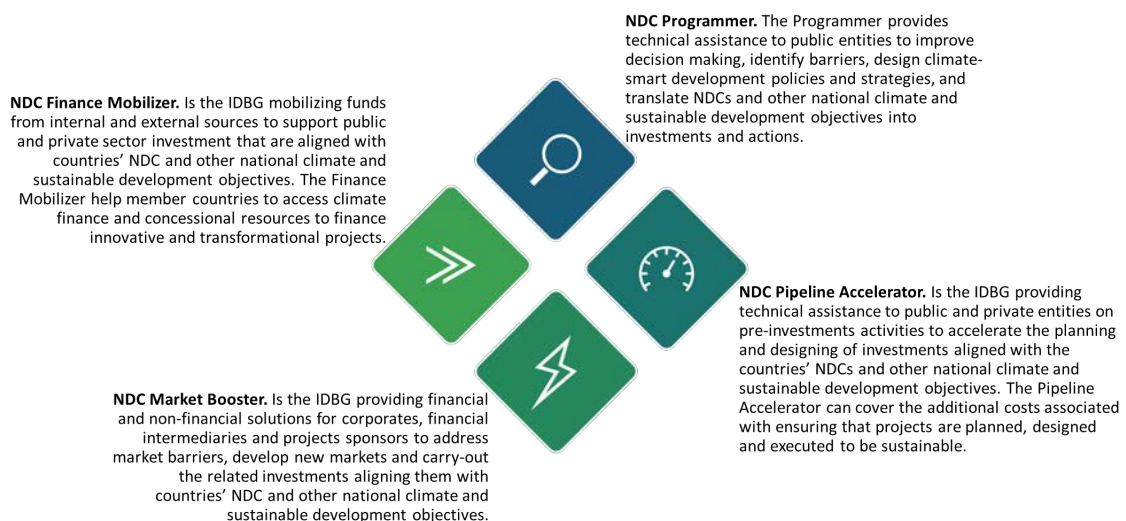 NDC Programmer. The Programmer provides
technical assistance to public entities to improve
decision making, identify barriers, design climate-
smart development policies and strategies, and
translate NDCs and other national climate and
sustainable development objectives into
investments and actions.
NDC Finance Mobilizer. Is the IDBG mobilizing funds
from internal and external sources to support public
and private sector investment that are aligned with
countries’ NDC and other national climate and
sustainable development objectives. The Finance
Mobilizer help member countries to access climate
finance and concessional resources to finance
innovative and transformational projects.
NDC Pipeline Accelerator. Is the IDBG providing
technical assistance to public and private entities on
pre-investments activities to accelerate the planning
and designing of investments aligned with the
countries’ NDCs and other national climate and
sustainable development objectives. The Pipeline
Accelerator can cover the additional costs associated
with ensuring that projects are planned, designed
and executed to be sustainable.
NDC Market Booster. Is the IDBG providing financial
and non-financial solutions for corporates, financial
intermediaries and projects sponsors to address
market barriers, develop new markets and carry-out
the related investments aligning them with
countries’ NDC and other national climate and
sustainable development objectives.